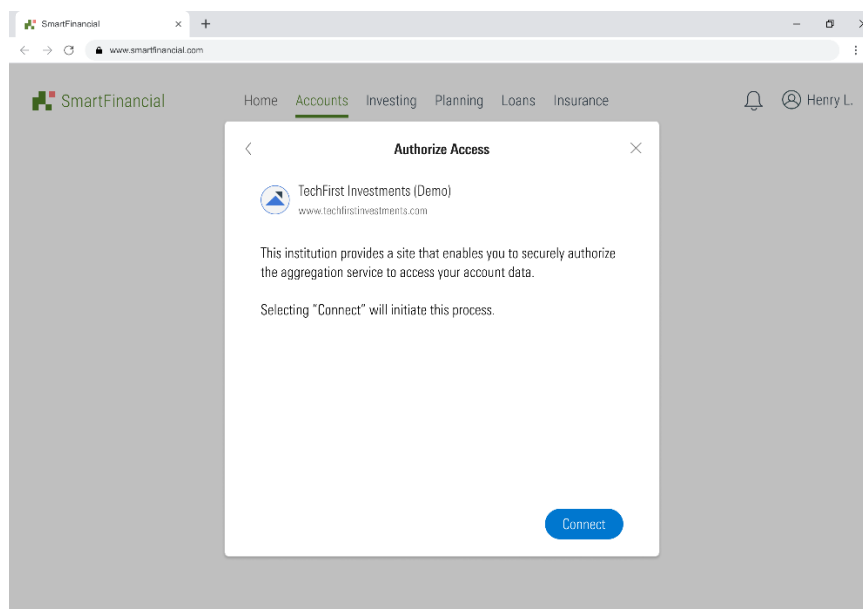 SmartFinancial
www.smartfinancial.com
SmartFinancial Home Accounts Investing Planning Loans Insurance Henry L.
Authorize Access
TechFirst Investments (Demo)
www.techfirstinvestments.com
This institution provides a site that enables you to securely authorize
the aggregation service to access your account data.
Selecting "Connect" will initiate this process.
Connect